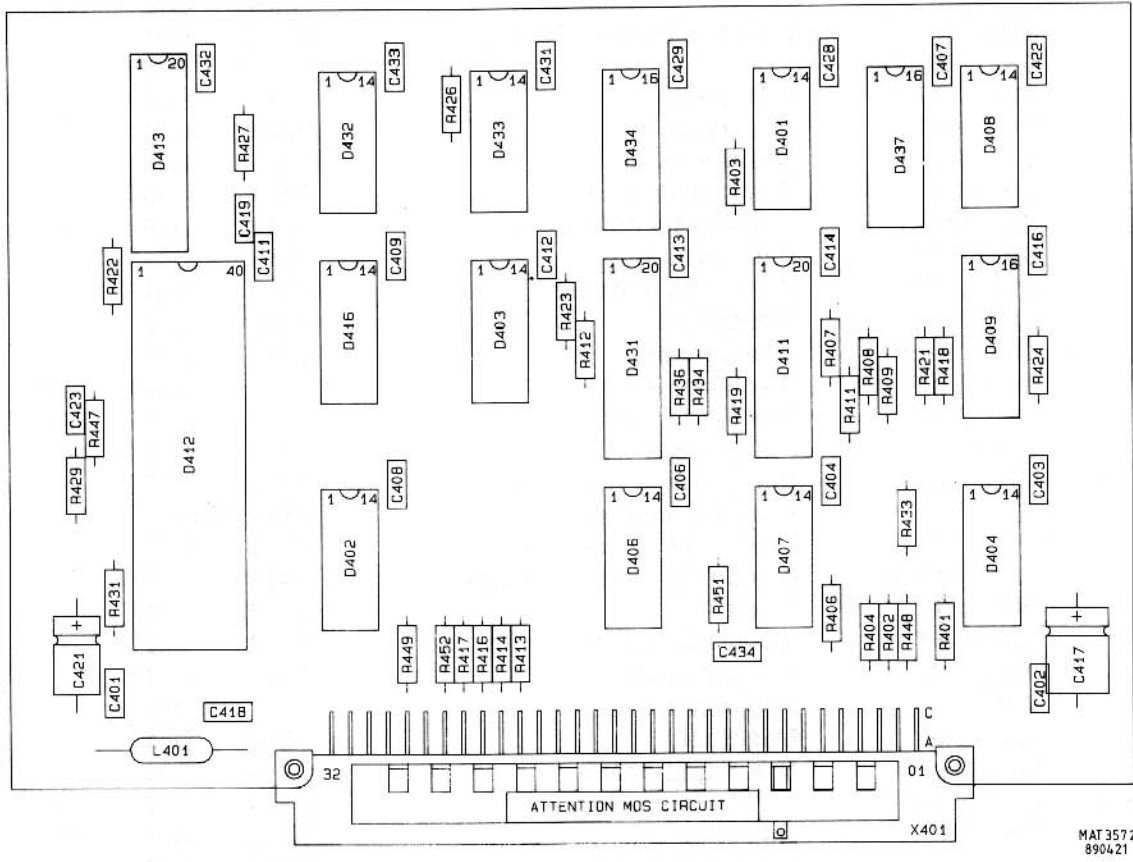 1 20
C432
D413
R427
C419
C411
R422
1 40
D412
C423
R447
R429
R431
+
C421
C401
C418
L401
1 14
C433
D432
1 14
C409
D416
1 14
C408
D402
R449
R426
1 14
C431
D433
1 14
C412
D403
R423
R412
R452
R417
R416
R414
R413
1 16
C429
D434
1 20
C413
D431
R436
R434
1 14
C406
D406
R451
C434
R403
1 14
C428
D401
1 20
C414
D411
R419
R407
R411
R408
R409
1 14
C404
D407
R406
R404
R402
R448
R433
R401
1 16
C407
D437
R421
R418
1 14
C422
D408
1 16
C416
D409
R424
1 14
C403
D404
C402
+
C417
C
A
32
01
ATTENTION MOS CIRCUIT
X401
MAT 3572
890421